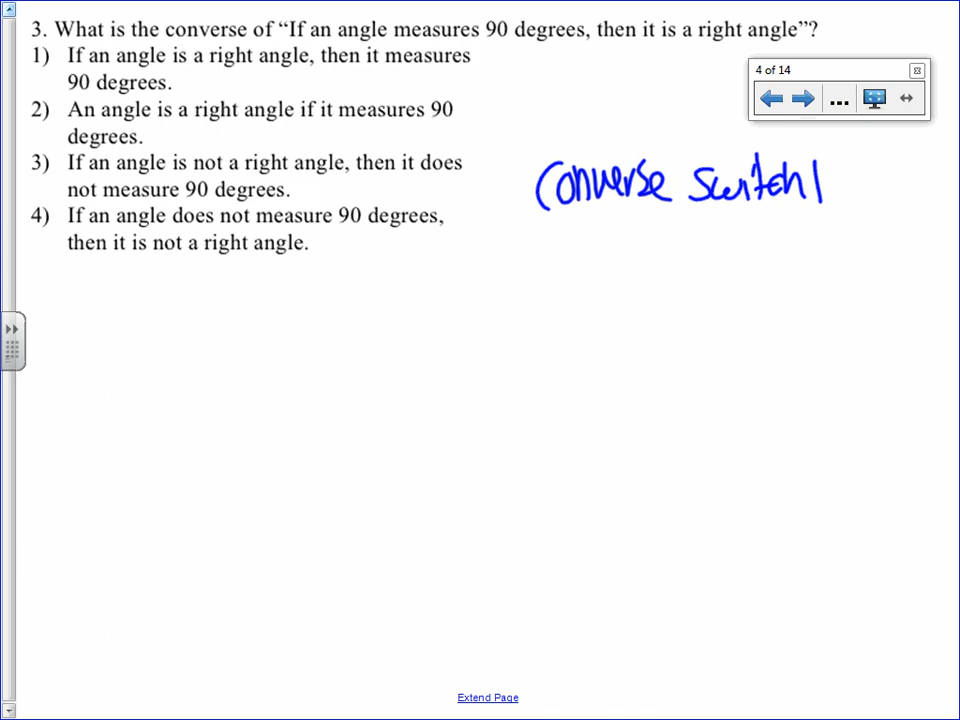 3. What is the converse of “If an angle measures 90 degrees, then it is a right angle”?
1) If an angle is a right angle, then it measures
90 degrees.
2) An angle is a right angle if it measures 90
degrees.
3) If an angle is not a right angle, then it does
not measure 90 degrees.
4) If an angle does not measure 90 degrees,
then it is not a right angle.
4 of 14
...
Converse switch
Extend Page